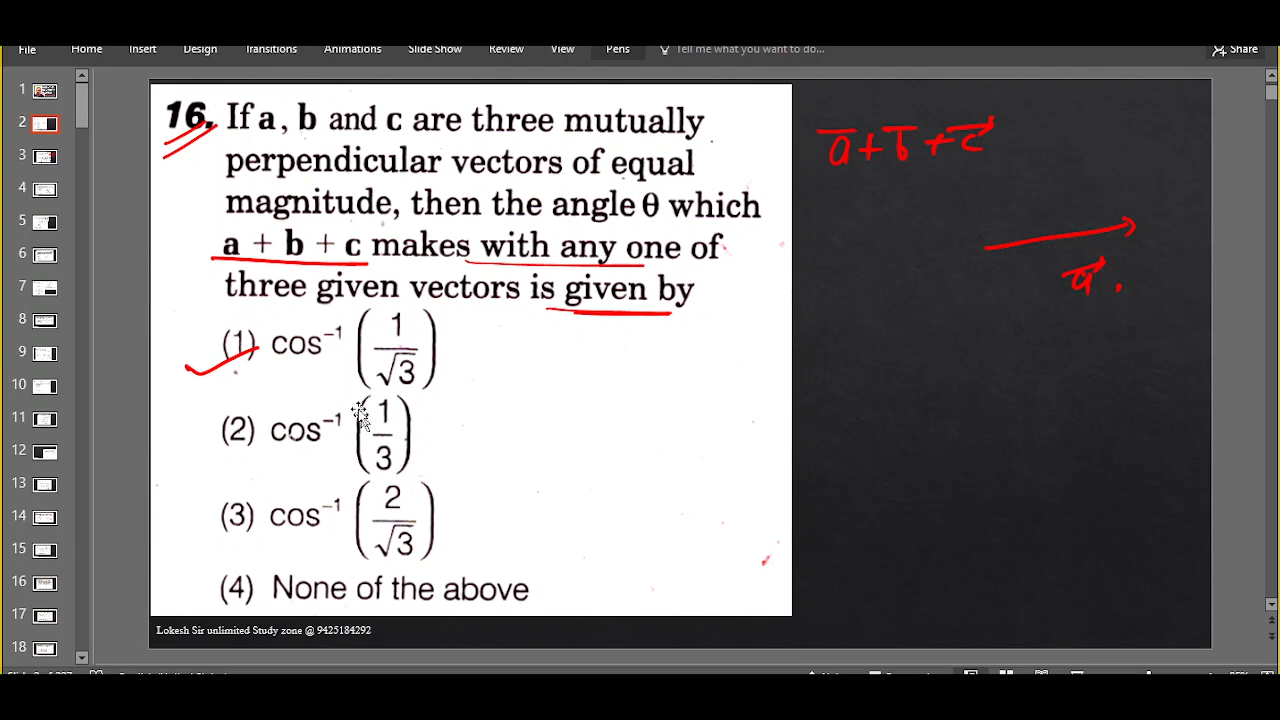 File Home Insert Design Transitions Animations Slide Show Review View Pens Tell me what you want to do... Share
1
2
3
4
5
6
7
8
9
10
11
12
13
14
15
16
17
18
16. If a, b and c are three mutually
perpendicular vectors of equal
magnitude, then the angle θ which
a + b + c makes with any one of
three given vectors is given by
(1) cos⁻¹ (1/√3)
(2) cos⁻¹ (1/3)
(3) cos⁻¹ (2/√3)
(4) None of the above
Lokesh Sir unlimited Study zone @ 9425184292
a + b + c
a .